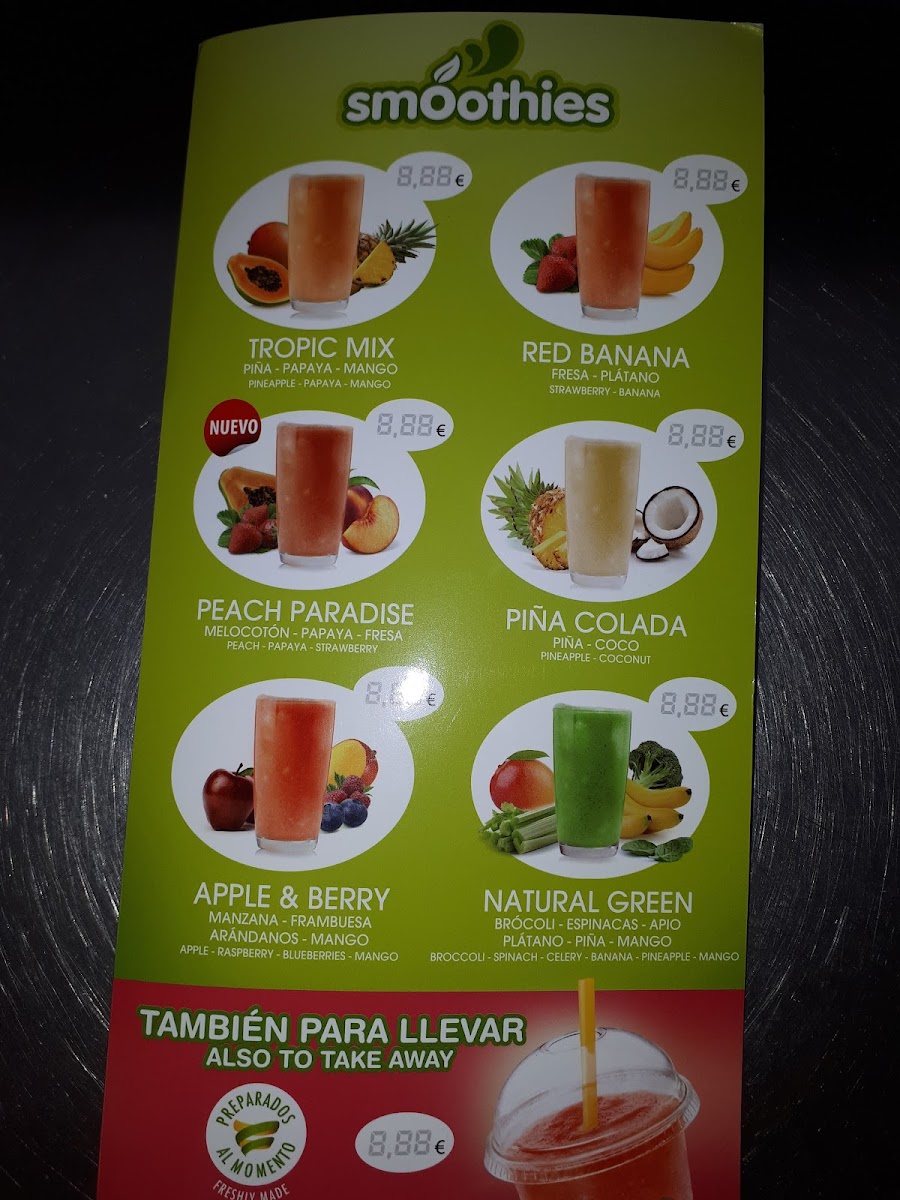 smoothies
8,88€
8,88€
TROPIC MIX
PIÑA - PAPAYA - MANGO
PINEAPPLE - PAPAYA - MANGO
RED BANANA
FRESA - PLÁTANO
STRAWBERRY - BANANA
NUEVO
8,88€
8,88€
PEACH PARADISE
MELOCOTÓN - PAPAYA - FRESA
PEACH - PAPAYA - STRAWBERRY
PIÑA COLADA
PIÑA - COCO
PINEAPPLE - COCONUT
8,88€
8,88€
APPLE & BERRY
MANZANA - FRAMBUESA
ARÁNDANOS - MANGO
APPLE - RASPBERRY - BLUEBERRIES - MANGO
NATURAL GREEN
BRÓCOLI - ESPINACAS - APIO
PLÁTANO - PIÑA - MANGO
BROCCOLI - SPINACH - CELERY - BANANA - PINEAPPLE - MANGO
TAMBIÉN PARA LLEVAR
ALSO TO TAKE AWAY
PREPARADOS
AL MOMENTO
FRESHLY MADE
8,88€